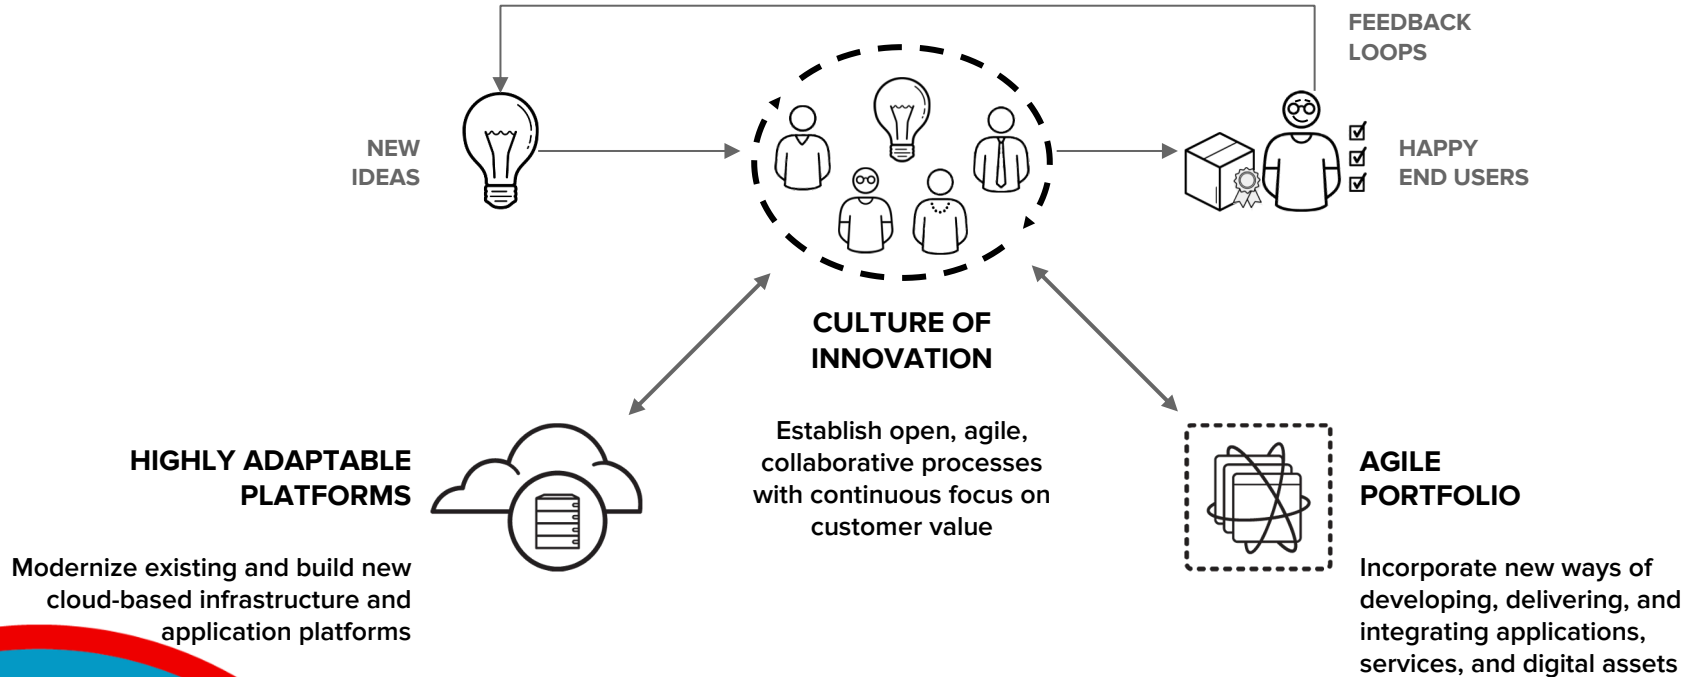 FEEDBACK
LOOPS
NEW
IDEAS
HAPPY
END USERS
CULTURE OF
INNOVATION
Establish open, agile,
collaborative processes
with continuous focus on
customer value
HIGHLY ADAPTABLE
PLATFORMS
Modernize existing and build new
cloud-based infrastructure and
application platforms
AGILE
PORTFOLIO
Incorporate new ways of
developing, delivering, and
integrating applications,
services, and digital assets